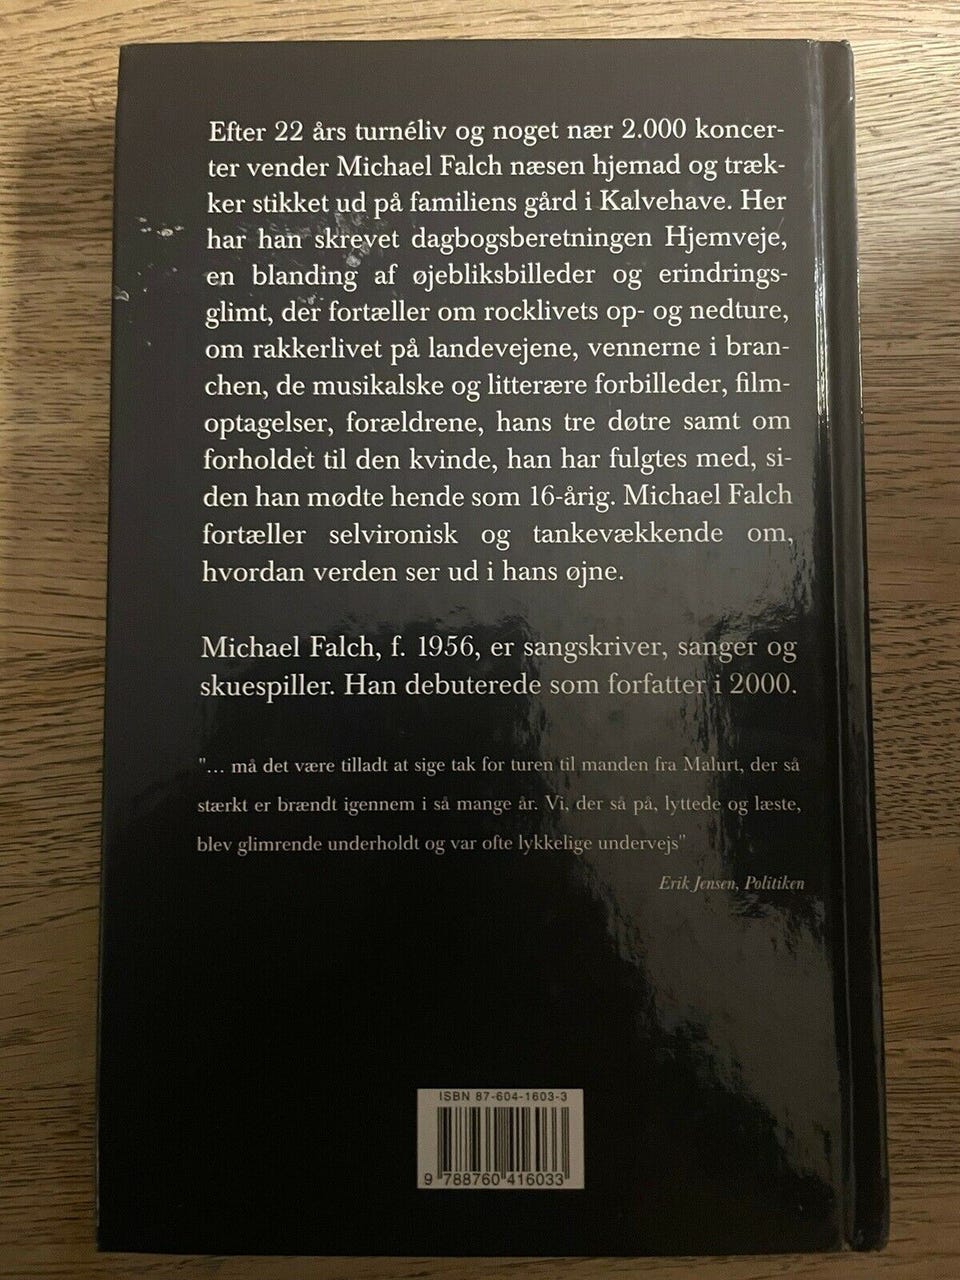 Efter 22 års turnéliv og noget nær 2.000 koncer-
ter vender Michael Falch næsen hjemad og træk-
ker stikket ud på familiens gård i Kalvehave. Her
har han skrevet dagbogsberetningen Hjemveje,
en blanding af øjebliksbilleder og erindrings-
glimt, der fortæller om rocklivets op- og nedture,
om rakkerlivet på landevejene, vennerne i bran-
chen, de musikalske og litterære forbilleder, film-
optagelser, forældrene, hans tre døtre samt om
forholdet til den kvinde, han har fulgtes med, si-
den han mødte hende som 16-årig. Michael Falch
fortæller selvironisk og tankevækkende om,
hvordan verden ser ud i hans øjne.
Michael Falch, f. 1956, er sangskriver, sanger og
skuespiller. Han debuterede som forfatter i 2000.
"... må det være tilladt at sige tak for turen til manden fra Malurt, der så
stærkt er brændt igennem i så mange år. Vi, der så på, lyttede og læste,
blev glimrende underholdt og var ofte lykkelige undervejs"
Erik Jensen, Politiken
ISBN 87-604-1603-3
9 788760 416033